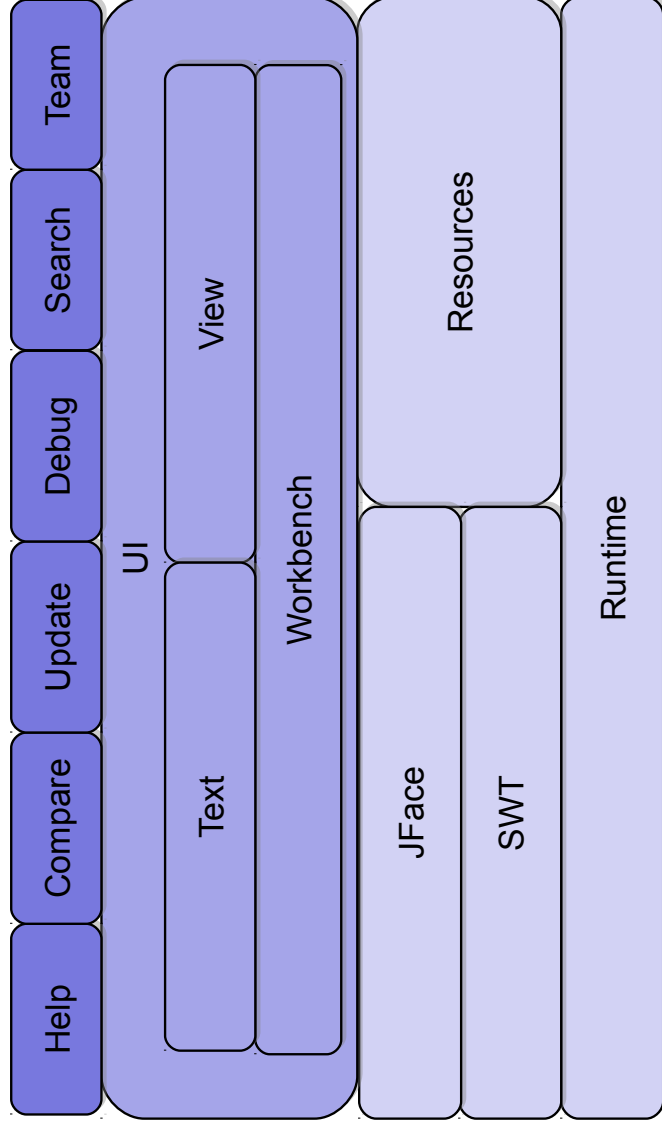 Help
Compare
Update
Debug
Search
Team
UI
Text
View
Workbench
JFace
Resources
SWT
Runtime